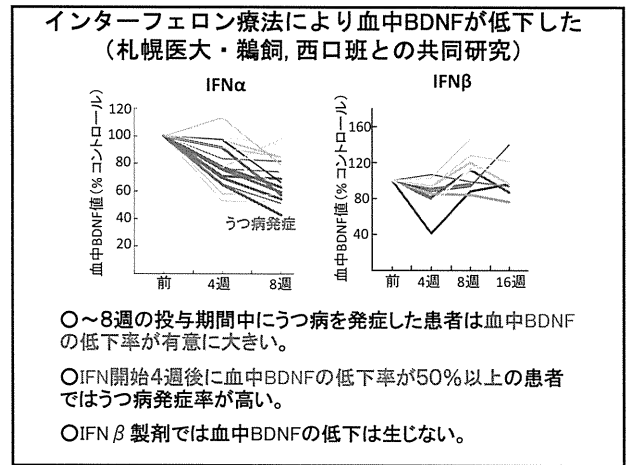 インターフェロン療法により血中BDNFが低下した
（札幌医大・鵜飼, 西口班との共同研究）
IFNα
血中BDNF値(% コントロール)
120
100
80
60
40
20
うつ病発症
前
4週
8週
IFNβ
血中BDNF値(% コントロール)
160
120
80
40
前
4週
8週
16週
〇～8週の投与期間中にうつ病を発症した患者は血中BDNF
の低下率が有意に大きい。
〇IFN開始4週後に血中BDNFの低下率が50%以上の患者
ではうつ病発症率が高い。
〇IFNβ製剤では血中BDNFの低下は生じない。